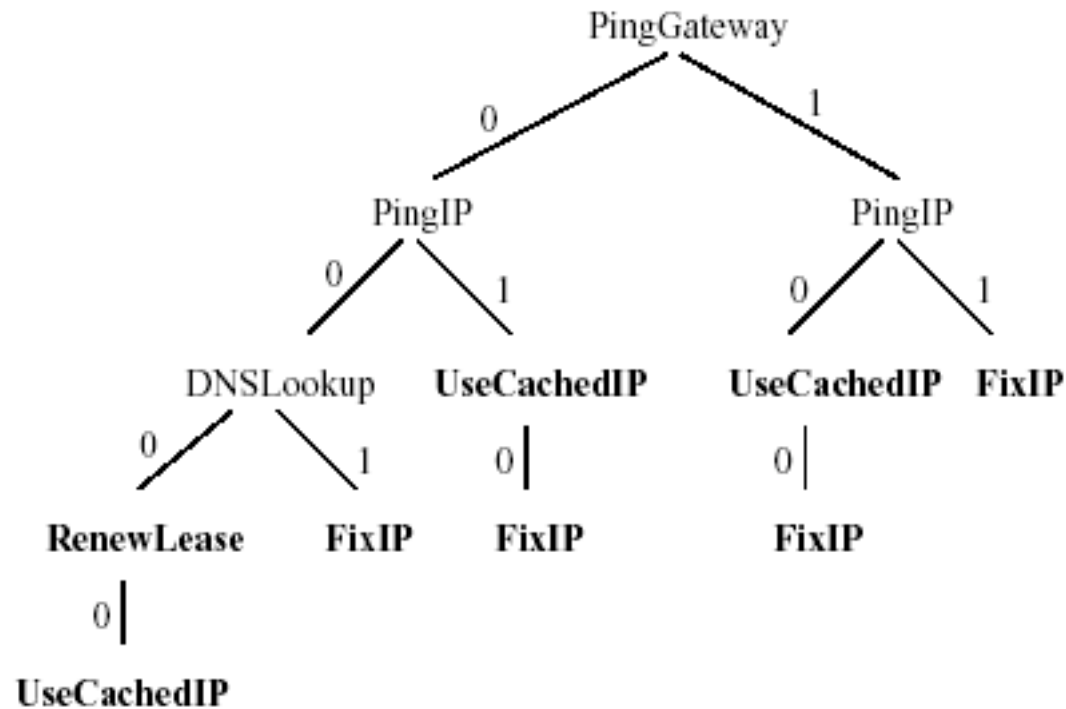 PingGateway
0 1
PingIP PingIP
0 1 0 1
DNSLookup UseCachedIP UseCachedIP FixIP
0 1 0 0
RenewLease FixIP FixIP FixIP
0
UseCachedIP